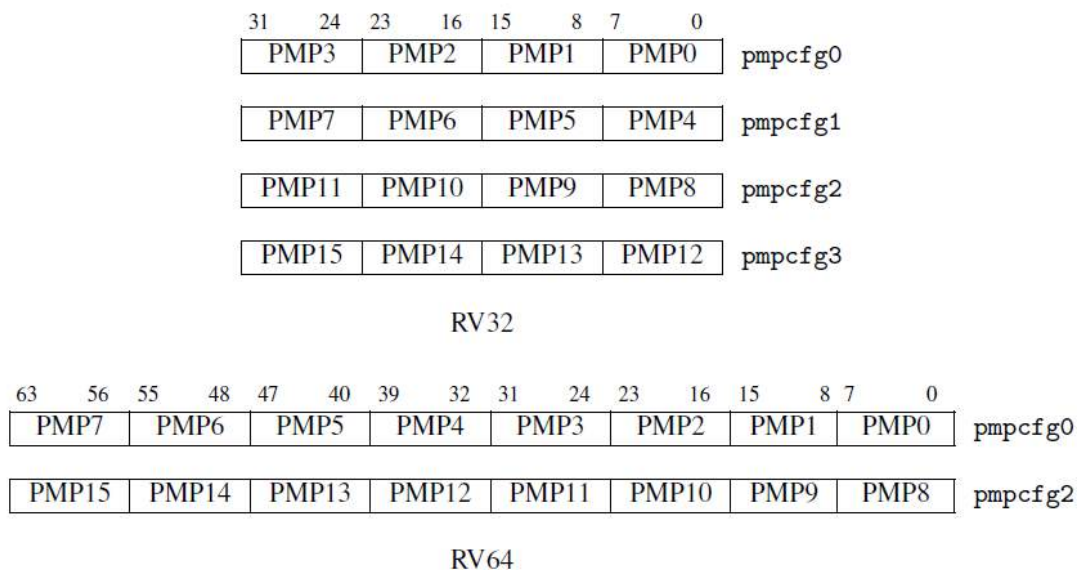 31 24 23 16 15 8 7 0
PMP3 PMP2 PMP1 PMP0 pmpcfg0
PMP7 PMP6 PMP5 PMP4 pmpcfg1
PMP11 PMP10 PMP9 PMP8 pmpcfg2
PMP15 PMP14 PMP13 PMP12 pmpcfg3
RV32
63 56 55 48 47 40 39 32 31 24 23 16 15 8 7 0
PMP7 PMP6 PMP5 PMP4 PMP3 PMP2 PMP1 PMP0 pmpcfg0
PMP15 PMP14 PMP13 PMP12 PMP11 PMP10 PMP9 PMP8 pmpcfg2
RV64